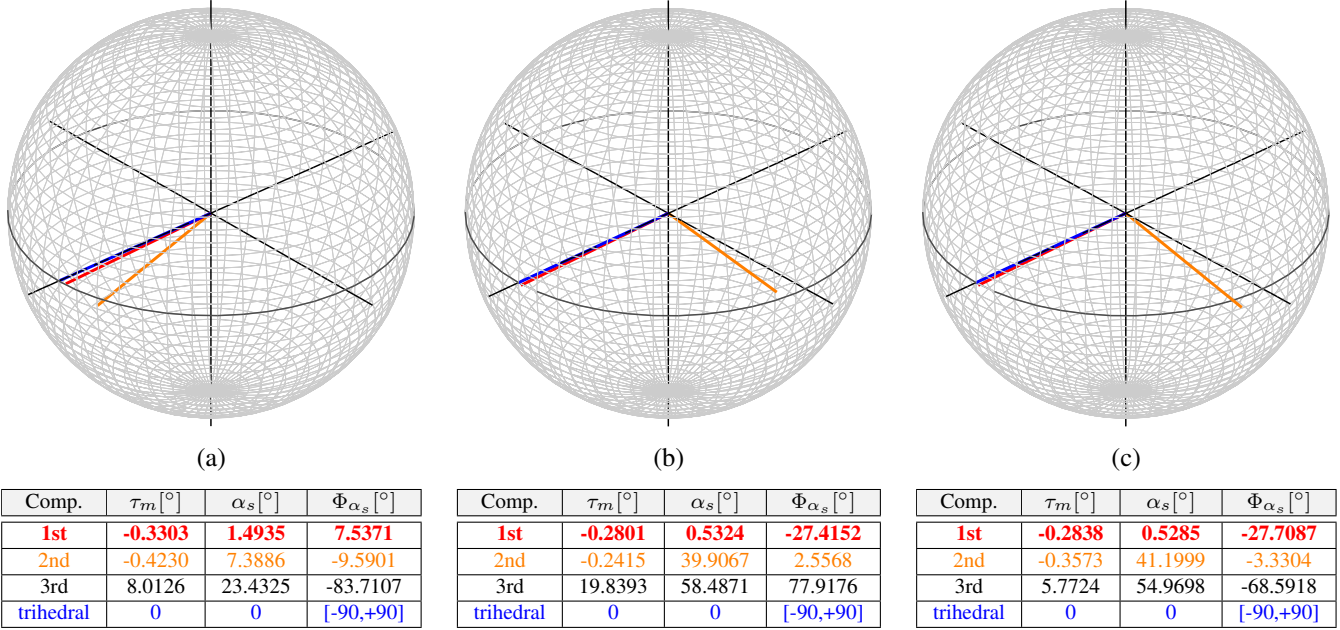 (a)
(b)
(c)
Comp. τm[°] αs[°] Φαs[°]
1st -0.3303 1.4935 7.5371
2nd -0.4230 7.3886 -9.5901
3rd 8.0126 23.4325 -83.7107
trihedral 0 0 [-90,+90]
Comp. τm[°] αs[°] Φαs[°]
1st -0.2801 0.5324 -27.4152
2nd -0.2415 39.9067 2.5568
3rd 19.8393 58.4871 77.9176
trihedral 0 0 [-90,+90]
Comp. τm[°] αs[°] Φαs[°]
1st -0.2838 0.5285 -27.7087
2nd -0.3573 41.1999 -3.3304
3rd 5.7724 54.9698 -68.5918
trihedral 0 0 [-90,+90]